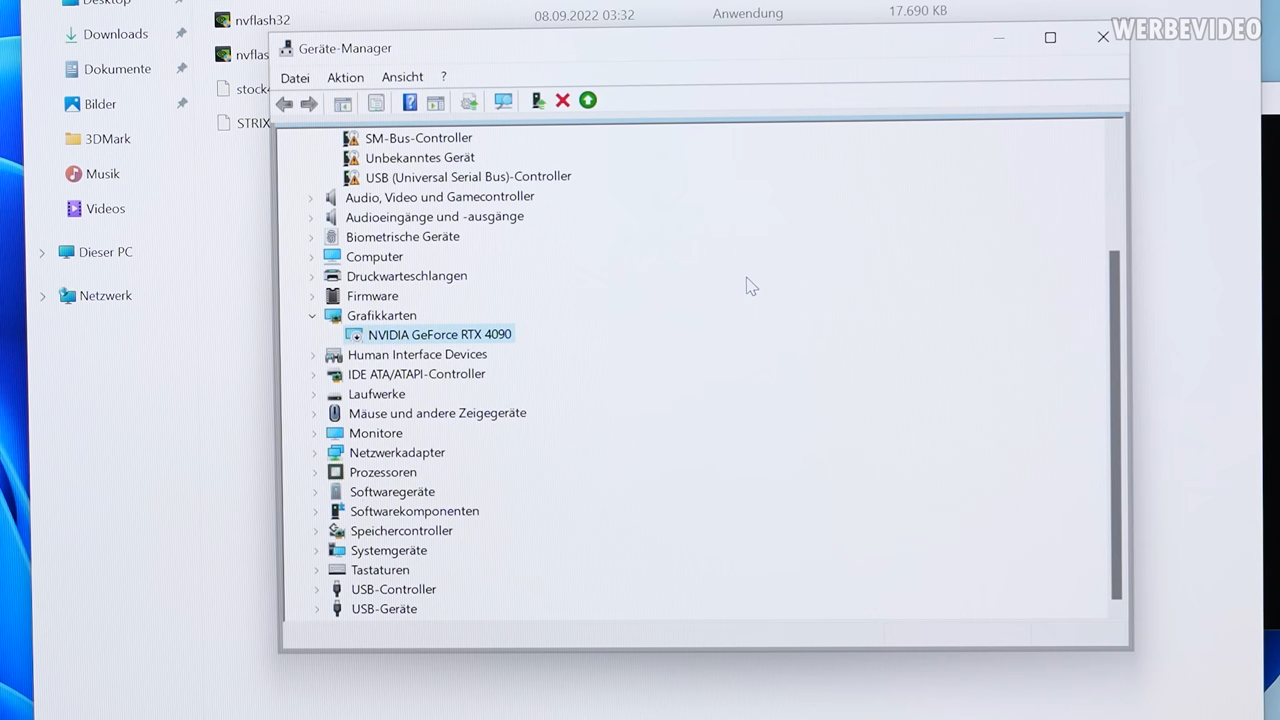 Desktop
nvflash32
08.09.2022 03:32
Anwendung
17.690 KB
WERBEVIDEO
Downloads
nvflas
Geräte-Manager
Dokumente
Datei Aktion Ansicht ?
stock
Bilder
STRIX
3DMark
Musik
Videos
Dieser PC
Netzwerk
SM-Bus-Controller
Unbekanntes Gerät
USB (Universal Serial Bus)-Controller
Audio, Video und Gamecontroller
Audioeingänge und -ausgänge
Biometrische Geräte
Computer
Druckwarteschlangen
Firmware
Grafikkarten
NVIDIA GeForce RTX 4090
Human Interface Devices
IDE ATA/ATAPI-Controller
Laufwerke
Mäuse und andere Zeigegeräte
Monitore
Netzwerkadapter
Prozessoren
Softwaregeräte
Softwarekomponenten
Speichercontroller
Systemgeräte
Tastaturen
USB-Controller
USB-Geräte